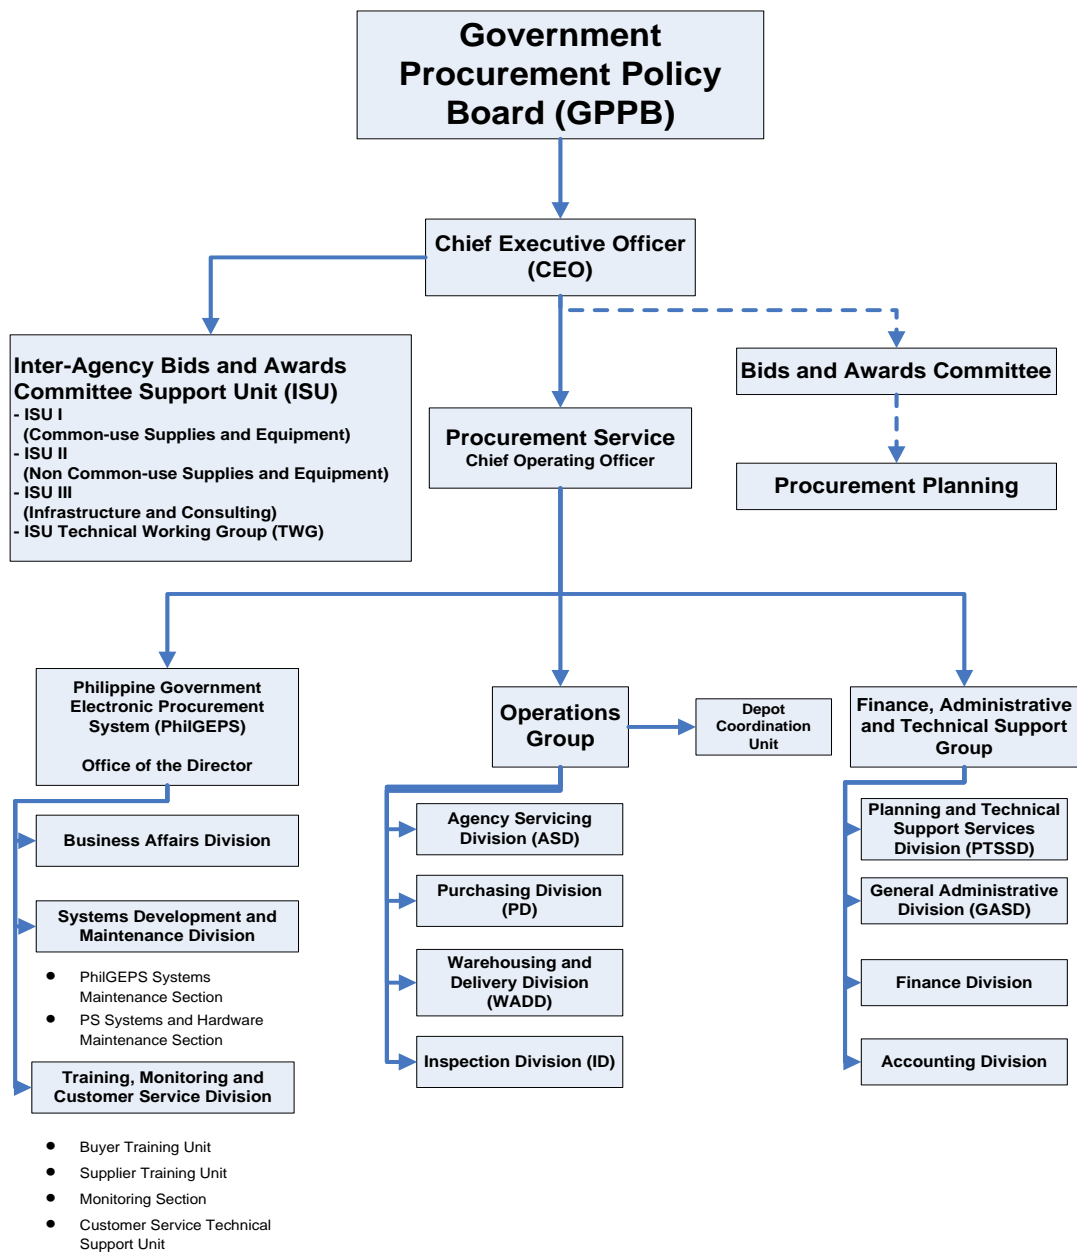 Government
Procurement Policy
Board (GPPB)
Chief Executive Officer
(CEO)
Inter-Agency Bids and Awards
Committee Support Unit (ISU)
- ISU I
(Common-use Supplies and Equipment)
- ISU II
(Non Common-use Supplies and Equipment)
- ISU III
(Infrastructure and Consulting)
- ISU Technical Working Group (TWG)
Procurement Service
Chief Operating Officer
Bids and Awards Committee
Procurement Planning
Philippine Government
Electronic Procurement
System (PhilGEPS)
Office of the Director
Business Affairs Division
Systems Development and
Maintenance Division
• PhilGEPS Systems
Maintenance Section
• PS Systems and Hardware
Maintenance Section
Training, Monitoring and
Customer Service Division
• Buyer Training Unit
• Supplier Training Unit
• Monitoring Section
• Customer Service Technical
Support Unit
Operations
Group
Depot
Coordination
Unit
Agency Servicing
Division (ASD)
Purchasing Division
(PD)
Warehousing and
Delivery Division
(WADD)
Inspection Division (ID)
Finance, Administrative
and Technical Support
Group
Planning and Technical
Support Services
Division (PTSSD)
General Administrative
Division (GASD)
Finance Division
Accounting Division